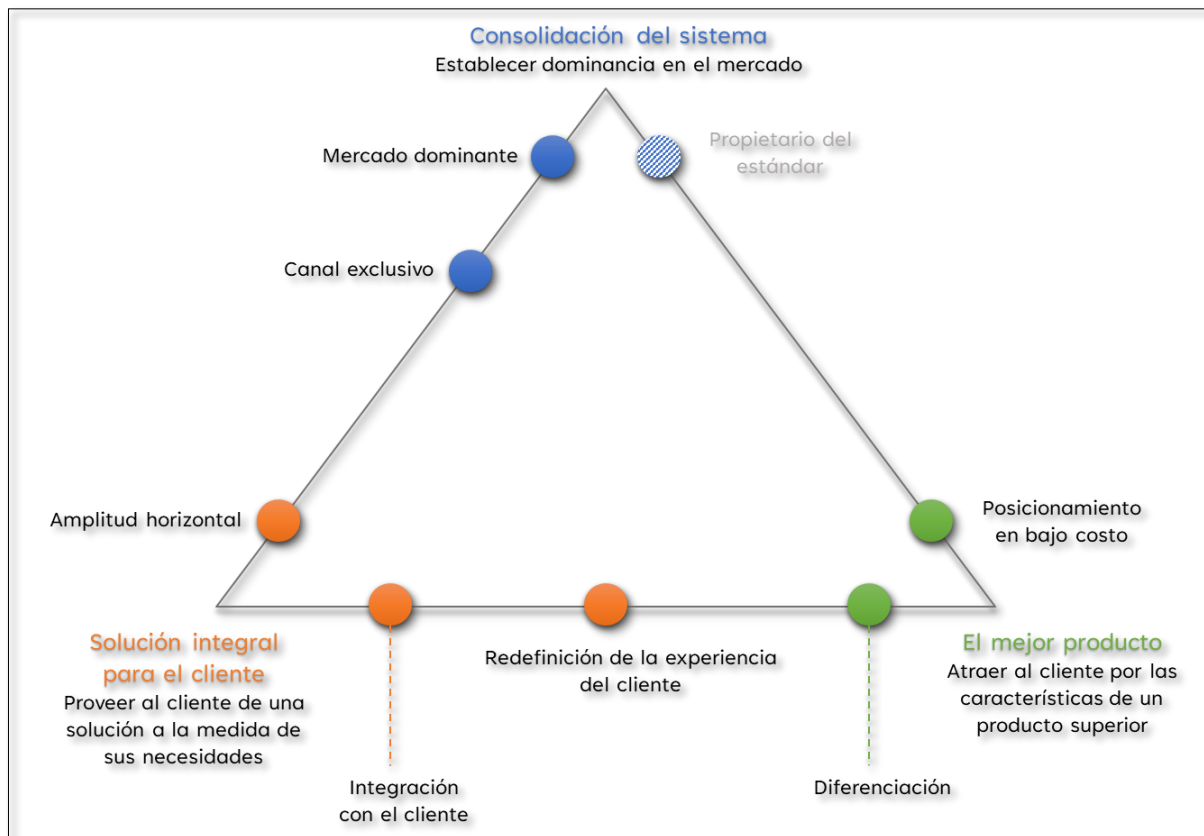 Consolidación del sistema
Establecer dominancia en el mercado
Mercado dominante
Propietario del
estándar
Canal exclusivo
Amplitud horizontal
Posicionamiento
en bajo costo
Solución integral
para el cliente
Proveer al cliente de una
solución a la medida de
sus necesidades
Redefinición de la experiencia
del cliente
El mejor producto
Atraer al cliente por las
características de un
producto superior
Integración
con el cliente
Diferenciación